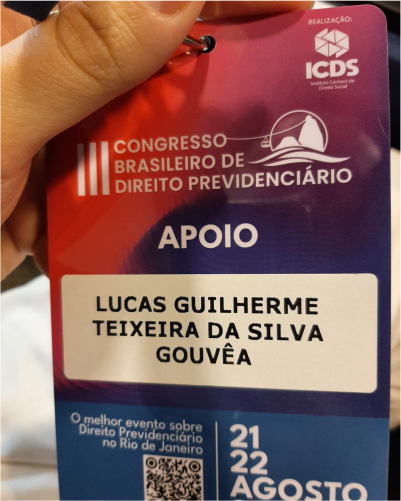 REALIZAÇÃO:
ICDS
Instituto Connect de
Direito Social
III CONGRESSO
BRASILEIRO DE
DIREITO PREVIDENCIÁRIO
APOIO
LUCAS GUILHERME
TEIXEIRA DA SILVA
GOUVÊA
O melhor evento sobre
Direito Previdenciário
no Rio de Janeiro
21
22
AGOSTO